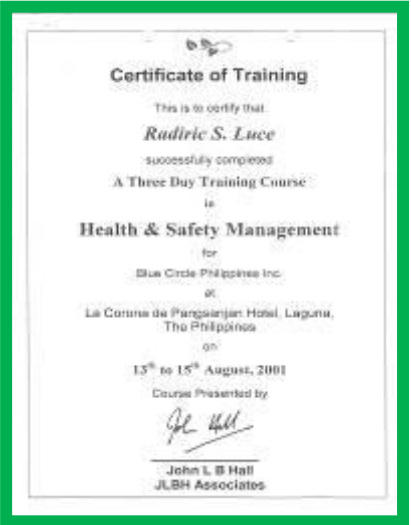 Certificate of Training
This is to certify that
Radiric S. Luce
successfully completed
A Three Day Training Course
in
Health & Safety Management
for
Blue Circle Philippines Inc.
at
La Corona de Pangsanjan Hotel, Laguna,
The Philippines
on
13th to 15th August, 2001
Course Presented by
John L B Hall
JLBH Associates